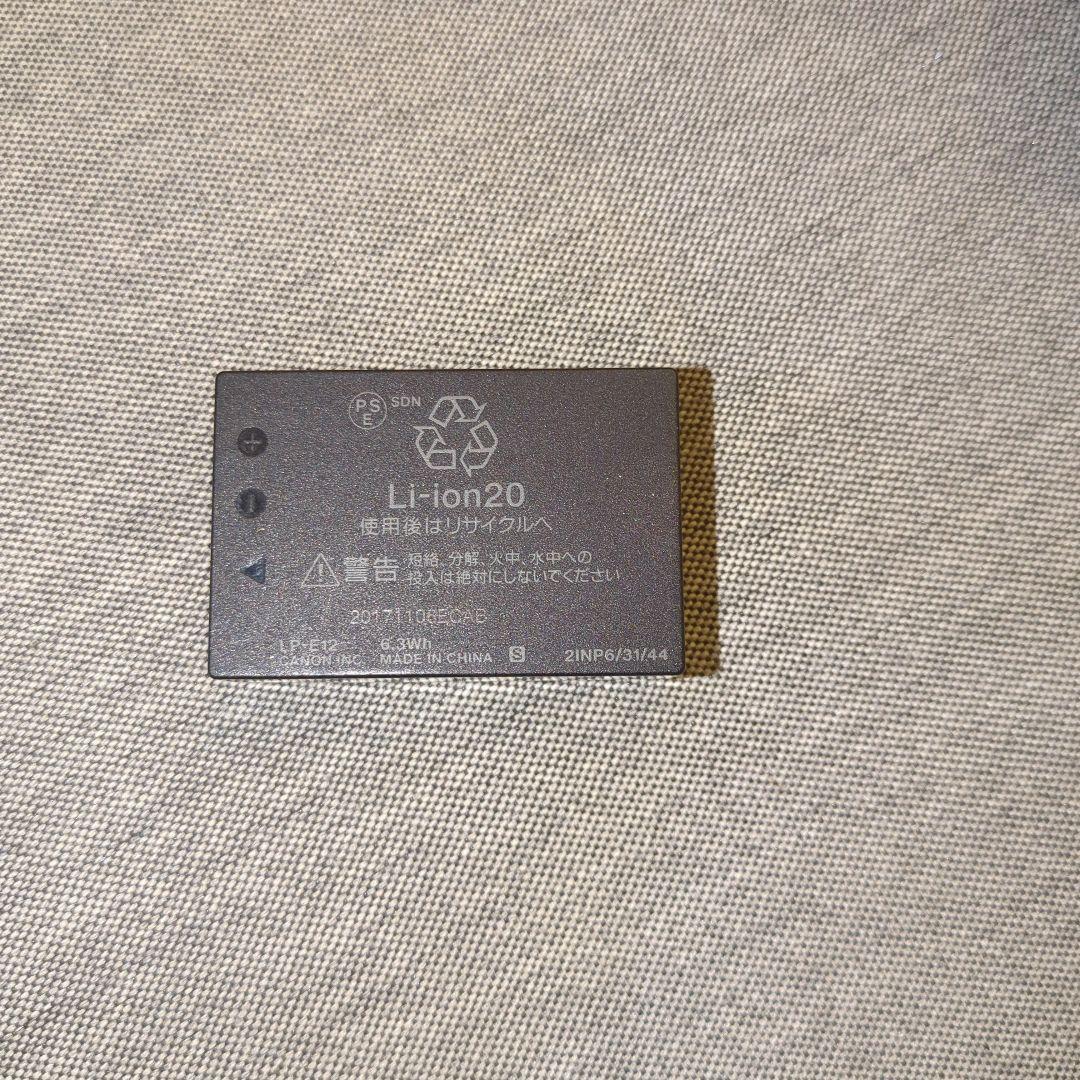 PSE SDN
Li-ion20
使用後はリサイクルへ
警告 短絡、分解、火中、水中への
投入は絶対にしないでください
20171106ECAB
LP-E12 6.3Wh
CANON INC. MADE IN CHINA S 2INP6/31/44